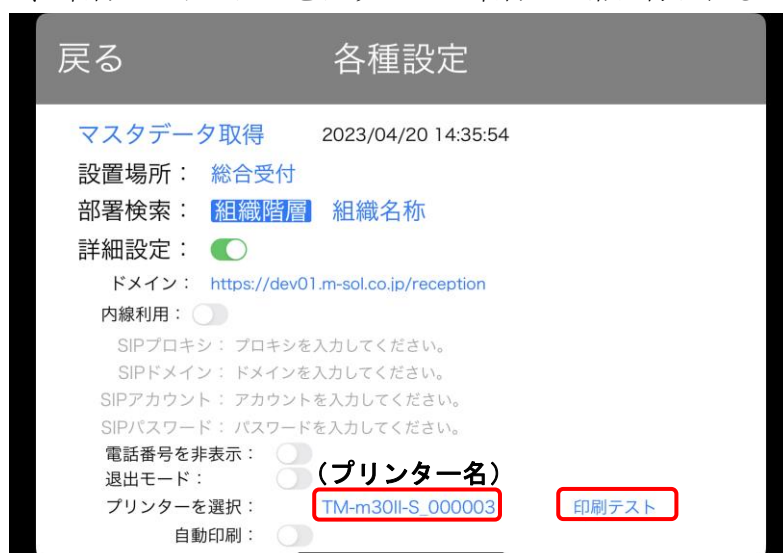 戻る 各種設定
マスタデータ取得 2023/04/20 14:35:54
設置場所： 総合受付
部署検索： 組織階層 組織名称
詳細設定：
ドメイン： https://dev01.m-sol.co.jp/reception
内線利用：
SIPプロキシ： プロキシを入力してください。
SIPドメイン： ドメインを入力してください。
SIPアカウント： アカウントを入力してください。
SIPパスワード： パスワードを入力してください。
電話番号を非表示：
退出モード：
(プリンター名)
プリンターを選択： TM-m30II-S_000003 印刷テスト
自動印刷：